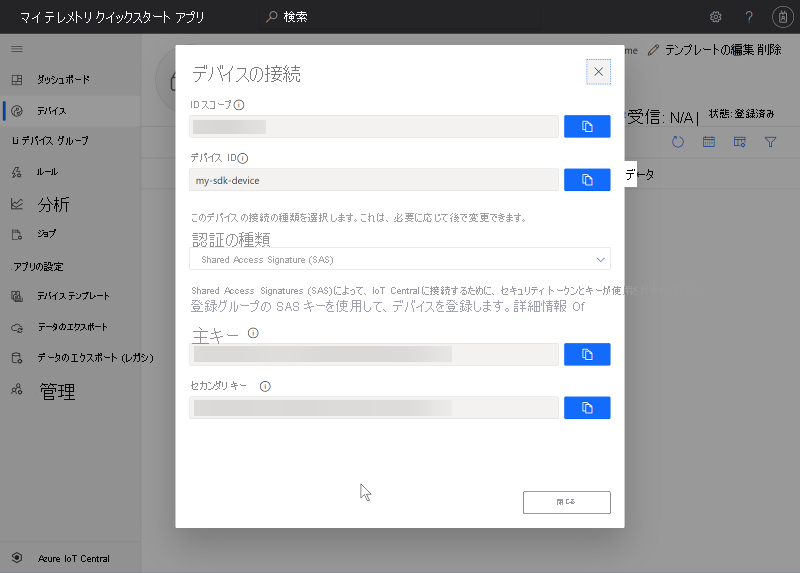 マイ テレメトリ クイックスタート アプリ
検索
ome
テンプレートの編集 削除
受信: N/A |
状態: 登録済み
データ
ダッシュボード
デバイス
Li デバイス グループ
ルール
分析
ジョブ
アプリの設定
デバイス テンプレート
データのエクスポート
データのエクスポート (レガシ)
管理
Azure IoT Central
デバイスの接続
ID スコープ
デバイス ID
my-sdk-device
このデバイスの接続の種類を選択します。これは、必要に応じて後で変更できます。
認証の種類
Shared Access Signature (SAS)
Shared Access Signatures (SAS)によって、IoT Centralに接続するために、セキュリティトークンとキーが使
登録グループの SAS キーを使用して、デバイスを登録します。詳細情報 Of
主キー
セカンダリ キー
閉じる